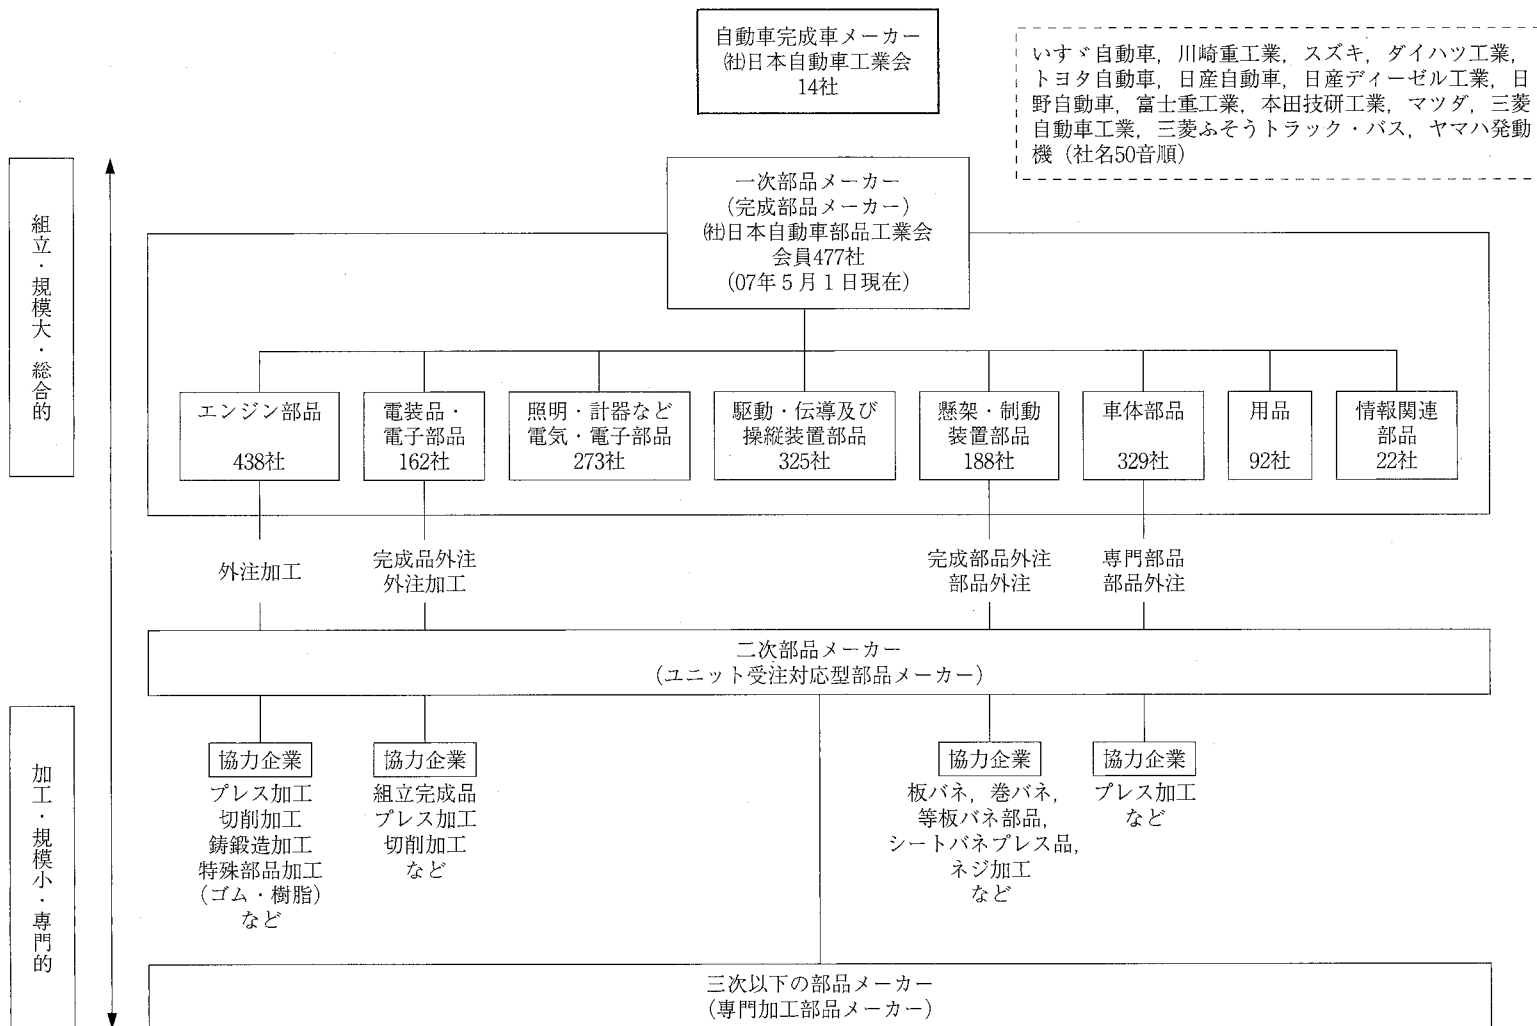 自動車完成車メーカー
㈳日本自動車工業会
14社
いすゞ自動車，川崎重工業，スズキ，ダイハツ工業，
トヨタ自動車，日産自動車，日産ディーゼル工業，日
野自動車，富士重工業，本田技研工業，マツダ，三菱
自動車工業，三菱ふそうトラック・バス，ヤマハ発動
機（社名50音順）
組立・規模大・総合的
一次部品メーカー
（完成部品メーカー）
㈳日本自動車部品工業会
会員477社
（07年５月１日現在）
エンジン部品
438社
電装品・
電子部品
162社
照明・計器など
電気・電子部品
273社
駆動・伝導及び
操縦装置部品
325社
懸架・制動
装置部品
188社
車体部品
329社
用品
92社
情報関連
部品
22社
外注加工
完成品外注
外注加工
完成部品外注
部品外注
専門部品
部品外注
二次部品メーカー
（ユニット受注対応型部品メーカー）
加工・規模小・専門的
協力企業
プレス加工
切削加工
鋳鍛造加工
特殊部品加工
（ゴム・樹脂）
など
協力企業
組立完成品
プレス加工
切削加工
など
協力企業
板バネ，巻バネ，
等板バネ部品，
シートバネプレス品，
ネジ加工
など
協力企業
プレス加工
など
三次以下の部品メーカー
（専門加工部品メーカー）